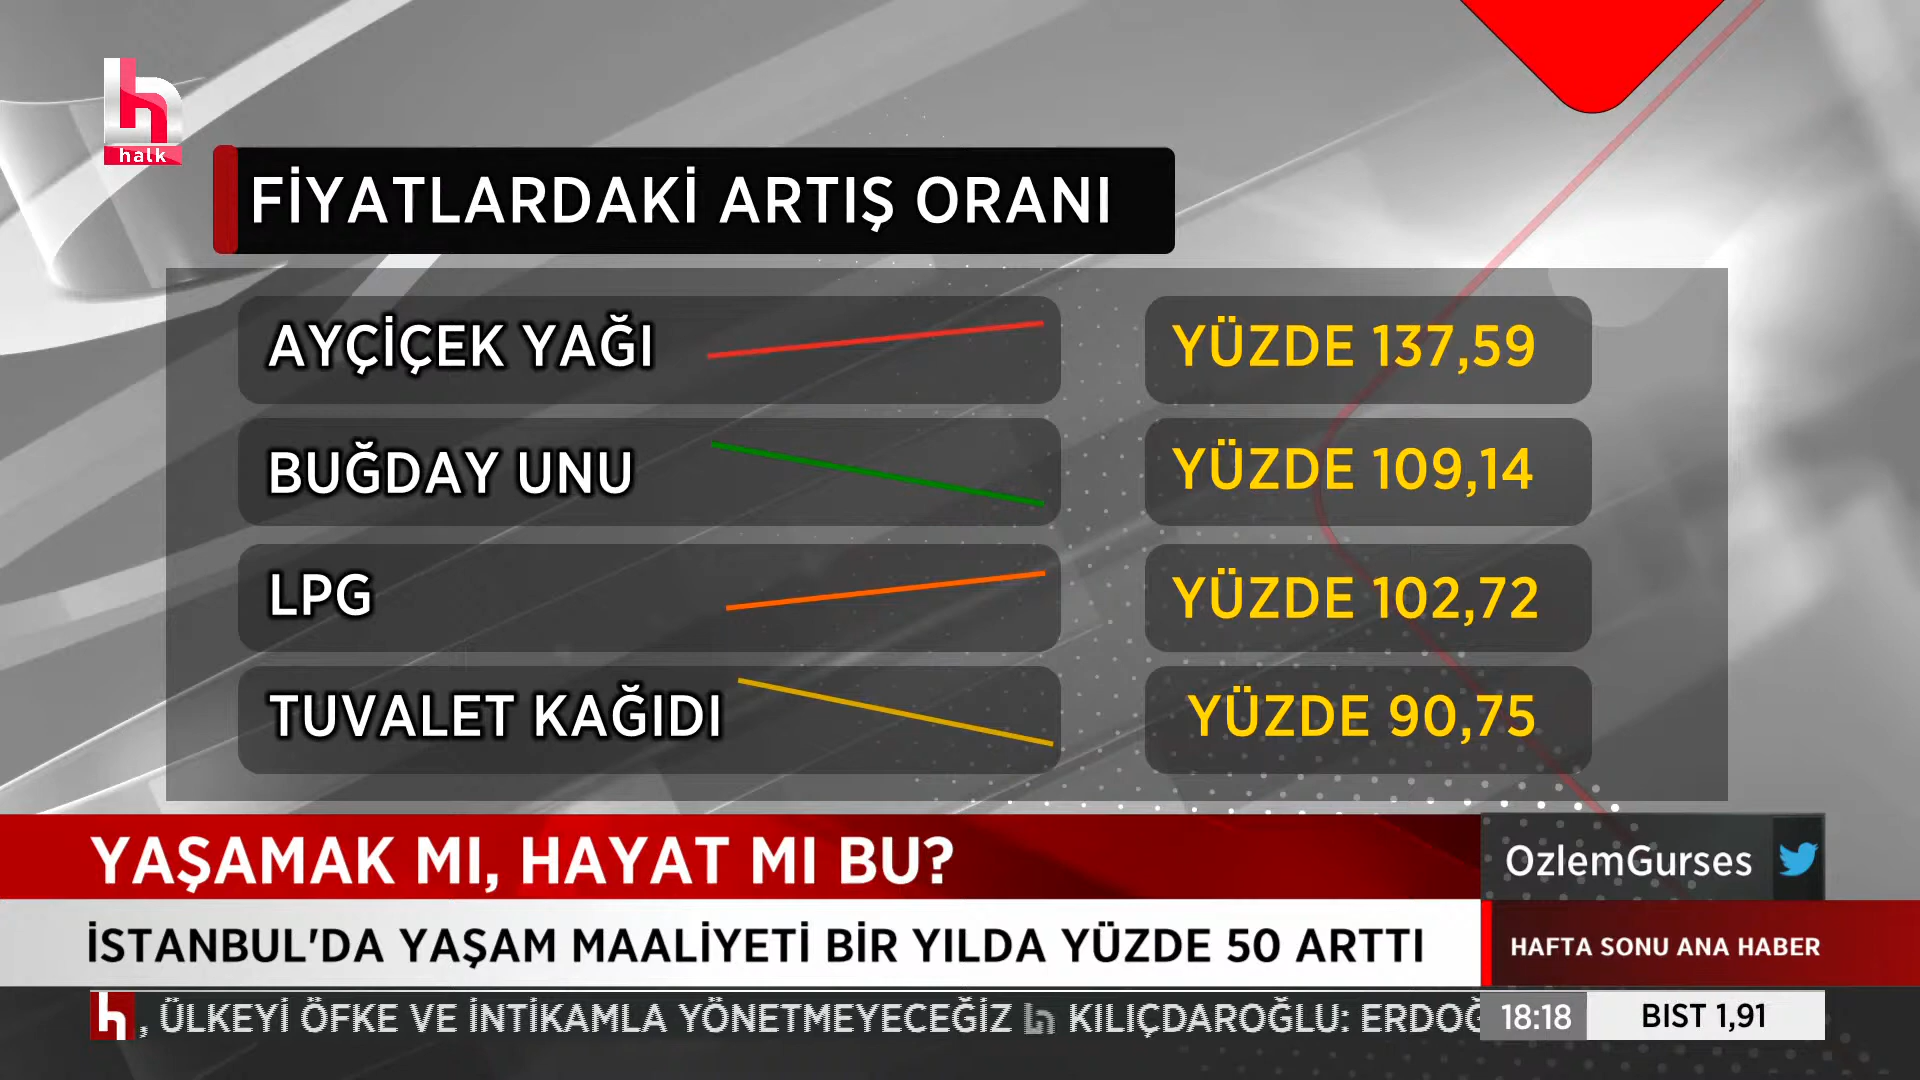 halk
FİYATLARDAKİ ARTIŞ ORANI
AYÇİÇEK YAĞI YÜZDE 137,59
BUĞDAY UNU YÜZDE 109,14
LPG YÜZDE 102,72
TUVALET KAĞIDI YÜZDE 90,75
YAŞAMAK MI, HAYAT MI BU?
OzlemGurses
İSTANBUL'DA YAŞAM MAALİYETİ BİR YILDA YÜZDE 50 ARTTI
HAFTA SONU ANA HABER
h , ÜLKEYİ ÖFKE VE İNTİKAMLA YÖNETMEYECEĞİZ h KILIÇDAROĞLU: ERDOĞ
18:18 BIST 1,91